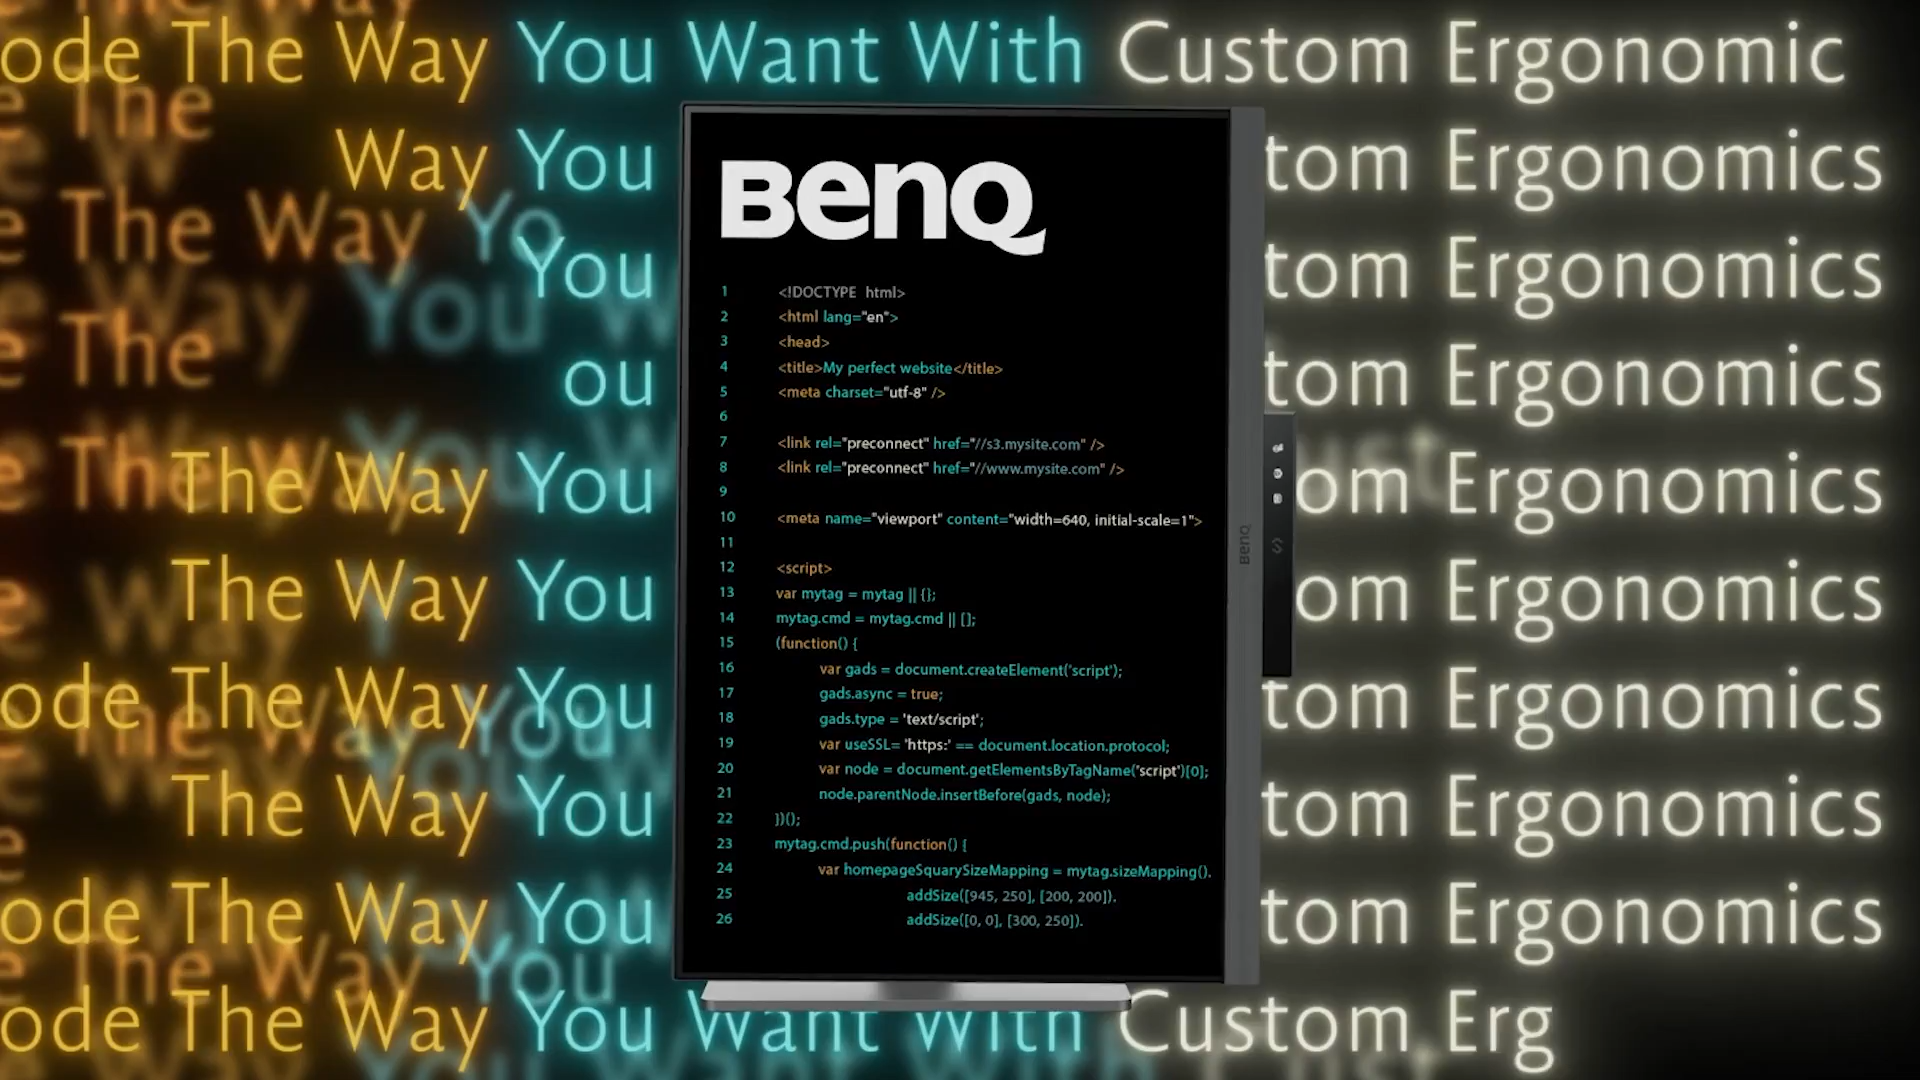 ode The Way You Want With Custom Ergonomic
Way You tom Ergonomics
You tom Ergonomics
ou tom Ergonomics
The Way You om Ergonomics
The Way You om Ergonomics
ode The Way You tom Ergonomics
The Way You tom Ergonomics
ode The Way You tom Ergonomics
ode The Way You Want With Custom Erg
BenQ
1 <!DOCTYPE html>
2 <html lang="en">
3 <head>
4 <title>My perfect website</title>
5 <meta charset="utf-8" />
6
7 <link rel="preconnect" href="//s3.mysite.com" />
8 <link rel="preconnect" href="//www.mysite.com" />
9
10 <meta name="viewport" content="width=640, initial-scale=1">
11
12 <script>
13 var mytag = mytag || {};
14 mytag.cmd = mytag.cmd || [];
15 (function() {
16 var gads = document.createElement('script');
17 gads.async = true;
18 gads.type = 'text/script';
19 var useSSL= 'https:' == document.location.protocol;
20 var node = document.getElementsByTagName('script')[0];
21 node.parentNode.insertBefore(gads, node);
22 })();
23 mytag.cmd.push(function() {
24 var homepageSquarySizeMapping = mytag.sizeMapping().
25 addSize([945, 250], [200, 200]).
26 addSize([0, 0], [300, 250]).
BenQ